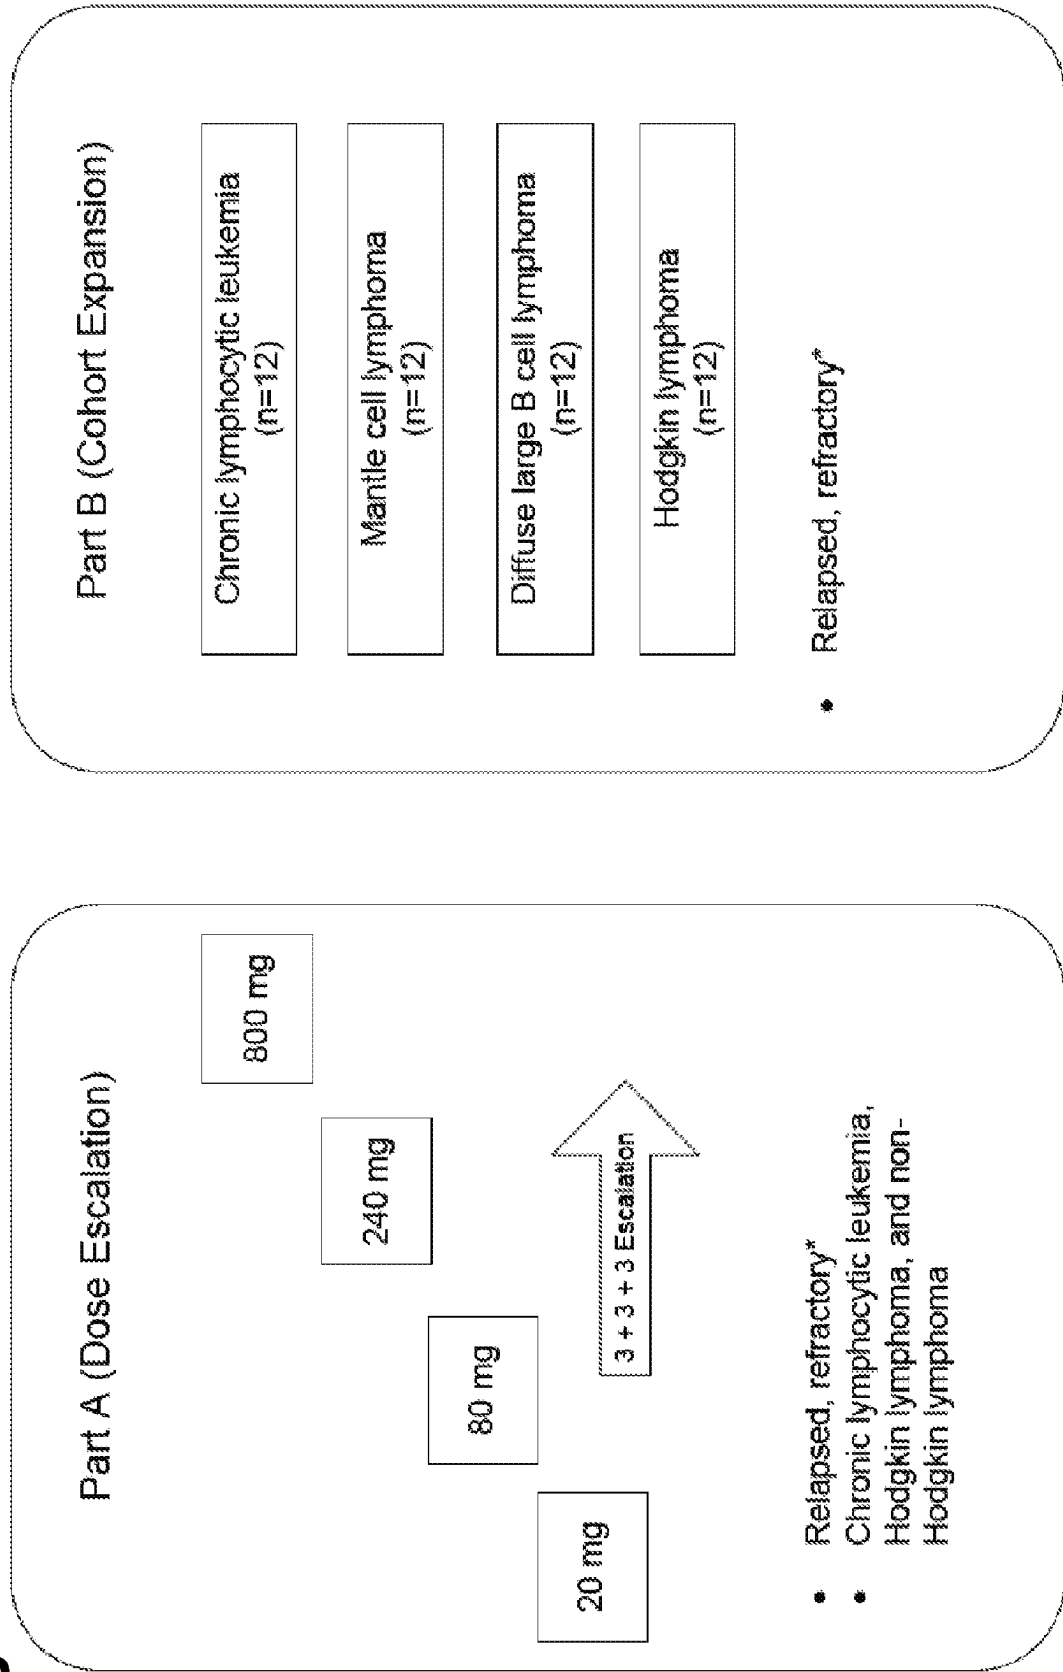 Part A (Dose Escalation)
800 mg
240 mg
80 mg
20 mg
3 + 3 + 3 Escalation
• Relapsed, refractory*
• Chronic lymphocytic leukemia,
Hodgkin lymphoma, and non-
Hodgkin lymphoma
Part B (Cohort Expansion)
Chronic lymphocytic leukemia
(n=12)
Mantle cell lymphoma
(n=12)
Diffuse large B cell lymphoma
(n=12)
Hodgkin lymphoma
(n=12)
• Relapsed, refractory*